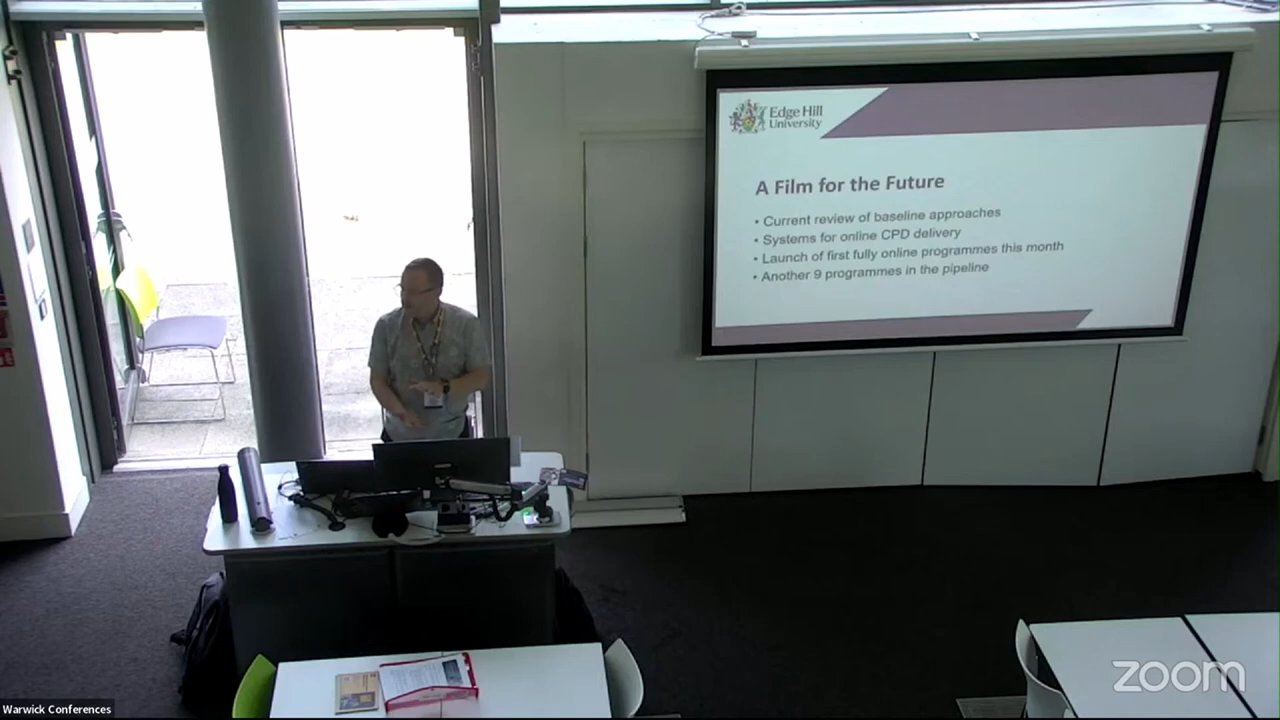 Edge Hill
University
A Film for the Future
• Current review of baseline approaches
• Systems for online CPD delivery
• Launch of first fully online programmes this month
• Another 9 programmes in the pipeline
Warwick Conferences
zoom